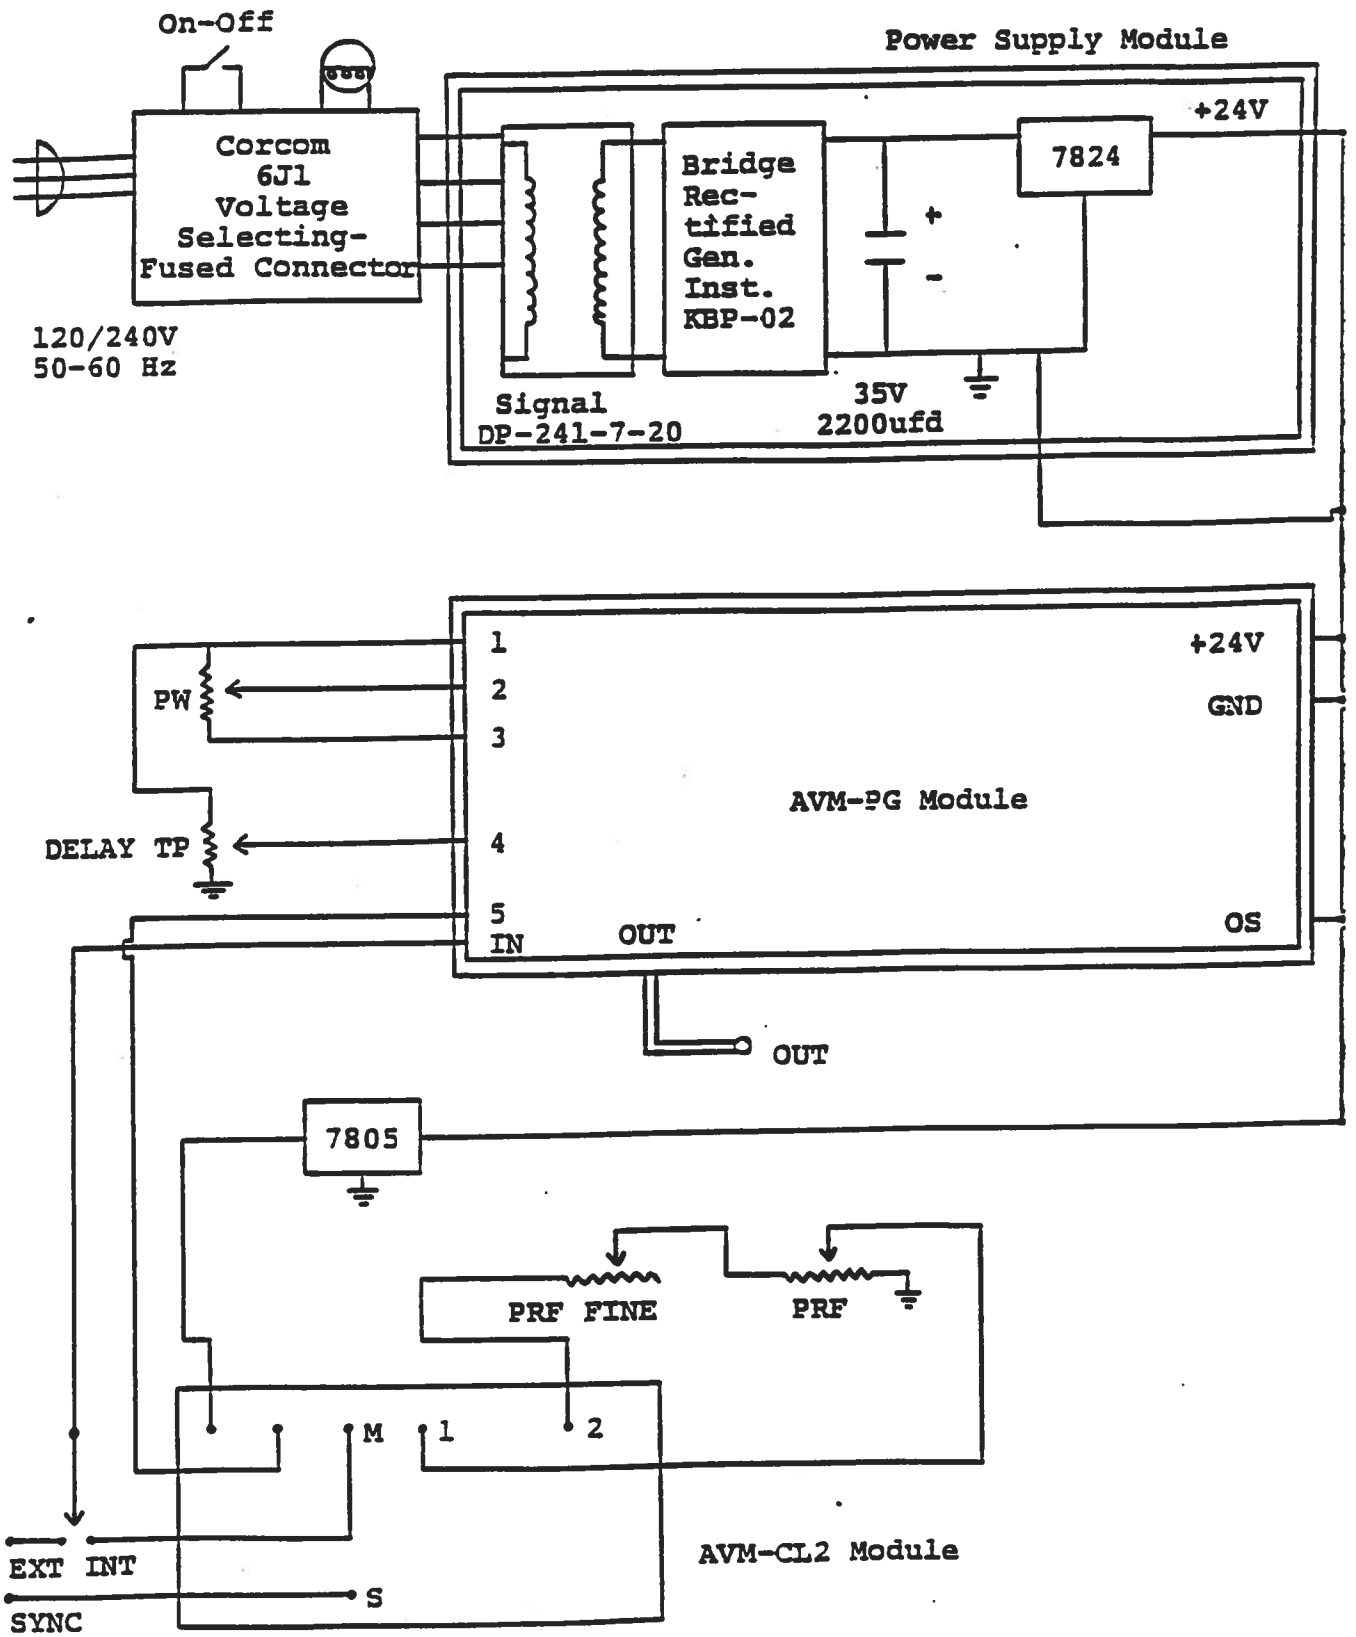 On-Off
Power Supply Module
Corcom
6J1
Voltage
Selecting-
Fused Connector
120/240V
50-60 Hz
Signal
DP-241-7-20
Bridge
Rec-
tified
Gen.
Inst.
KBP-02
+
-
35V
2200ufd
7824
+24V
1
2
3
4
5
IN
PW
DELAY TP
+24V
GND
AVM-PG Module
OS
OUT
OUT
7805
PRF FINE
PRF
M
1
2
EXT INT
S
SYNC
AVM-CL2 Module